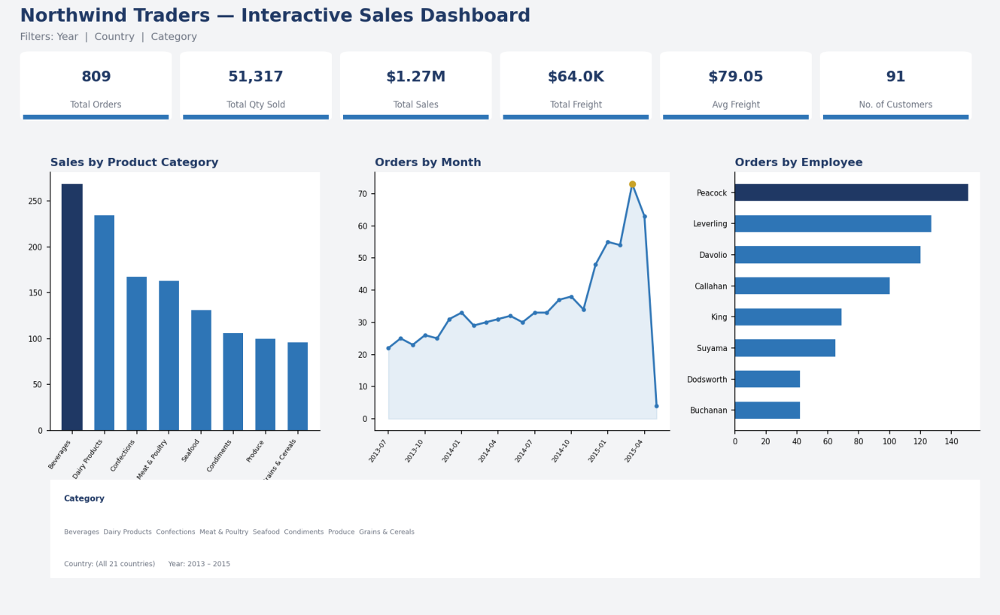 Northwind Traders — Interactive Sales Dashboard
Filters: Year | Country | Category
809
Total Orders
51,317
Total Qty Sold
$1.27M
Total Sales
$64.0K
Total Freight
$79.05
Avg Freight
91
No. of Customers
Sales by Product Category
250
200
150
100
50
0
Beverages
Dairy Products
Confections
Meat & Poultry
Seafood
Condiments
Produce
rains & Cereals
Orders by Month
70
60
50
40
30
20
10
0
2013-07
2013-10
2014-01
2014-04
2014-07
2014-10
2015-01
2015-04
Orders by Employee
Peacock
Leverling
Davolio
Callahan
King
Suyama
Dodsworth
Buchanan
0 20 40 60 80 100 120 140
Category
Beverages Dairy Products Confections Meat & Poultry Seafood Condiments Produce Grains & Cereals
Country: (All 21 countries) Year: 2013 – 2015